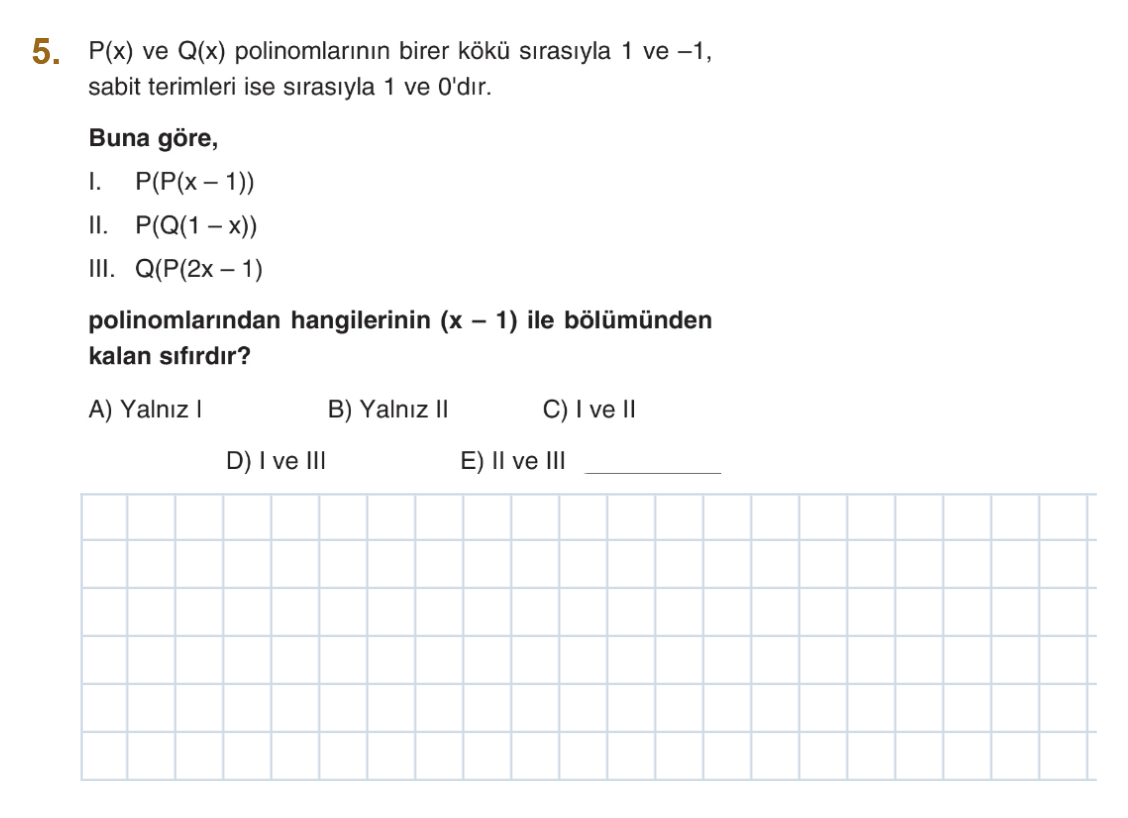 5. P(x) ve Q(x) polinomlarının birer kökü sırasıyla 1 ve –1,
sabit terimleri ise sırasıyla 1 ve 0'dır.
Buna göre,
I. P(P(x – 1))
II. P(Q(1 – x))
III. Q(P(2x – 1)
polinomlarından hangilerinin (x – 1) ile bölümünden
kalan sıfırdır?
A) Yalnız I B) Yalnız II C) I ve II
D) I ve III E) II ve III